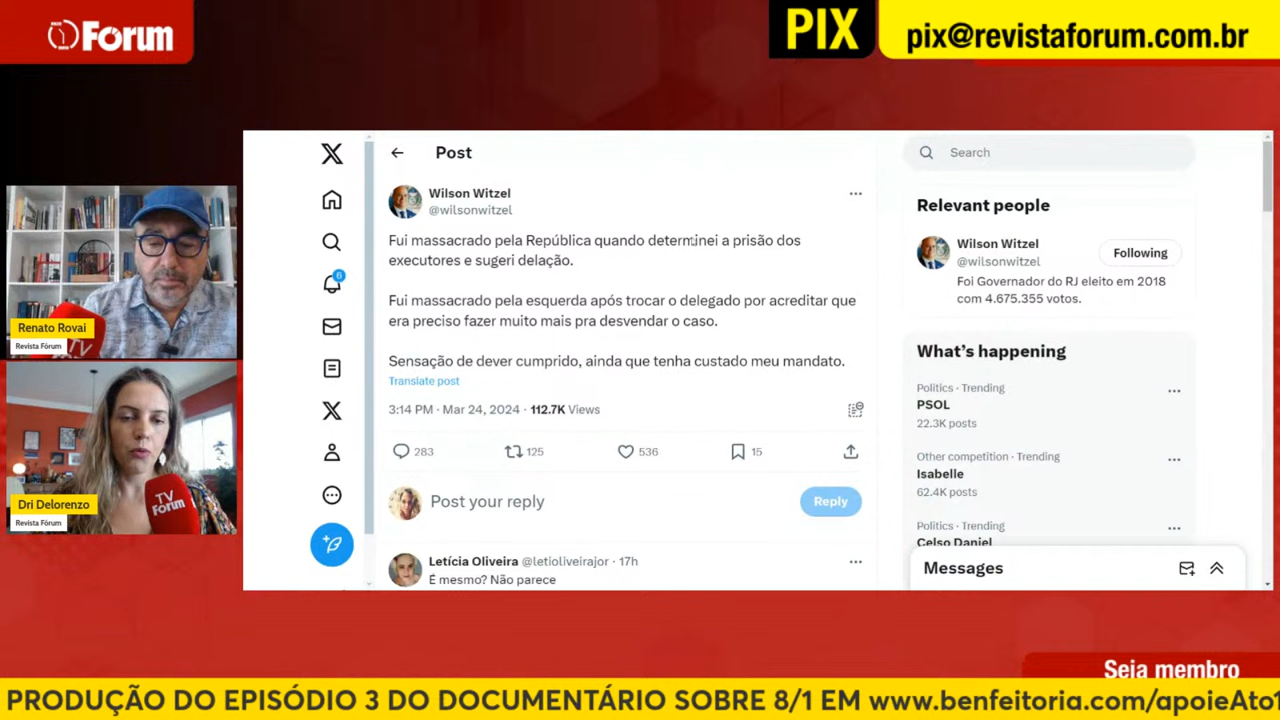 Fórum
PIX
pix@revistaforum.com.br
Post
Search
Wilson Witzel
@wilsonwitzel
Fui massacrado pela República quando determinei a prisão dos
executores e sugeri delação.
Fui massacrado pela esquerda após trocar o delegado por acreditar que
era preciso fazer muito mais pra desvendar o caso.
Sensação de dever cumprido, ainda que tenha custado meu mandato.
Translate post
3:14 PM · Mar 24, 2024 · 112.7K Views
283 125 536 15
Post your reply
Reply
Letícia Oliveira @letioliveirajor · 17h
É mesmo? Não parece
Relevant people
Wilson Witzel
@wilsonwitzel
Following
Foi Governador do RJ eleito em 2018
com 4.675.355 votos.
What's happening
Politics · Trending
PSOL
22.3K posts
Other competition · Trending
Isabelle
62.4K posts
Politics · Trending
Celso Daniel
Messages
6
Renato Rovai
Revista Fórum
TV
Fórum
Dri Delorenzo
Revista Fórum
Seja membro
PRODUÇÃO DO EPISÓDIO 3 DO DOCUMENTÁRIO SOBRE 8/1 EM www.benfeitoria.com/apoieAto1